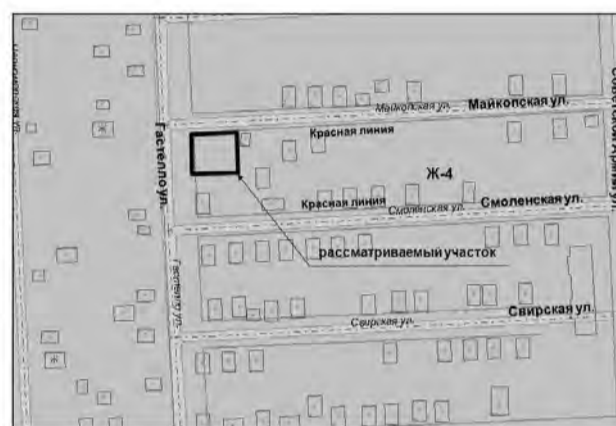 Майкопская ул.
Майкопская ул.
Красная линия
Гастелло ул.
Ж
Ж-4
Красная линия
Смоленская ул.
Смоленская ул.
рассматриваемый участок
Гастелло ул.
Свирская ул.
Свирская ул.
Ж